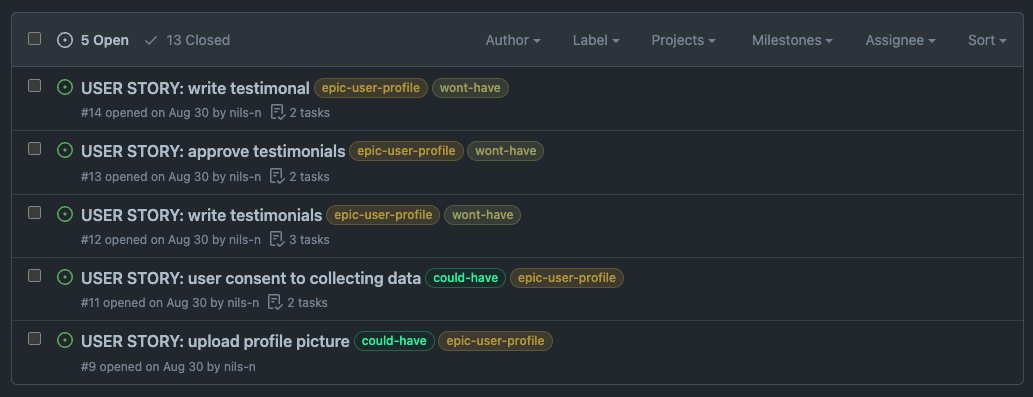 5 Open 13 Closed Author Label Projects Milestones Assignee Sort
USER STORY: write testimonal epic-user-profile wont-have
#14 opened on Aug 30 by nils-n 2 tasks
USER STORY: approve testimonials epic-user-profile wont-have
#13 opened on Aug 30 by nils-n 2 tasks
USER STORY: write testimonials epic-user-profile wont-have
#12 opened on Aug 30 by nils-n 3 tasks
USER STORY: user consent to collecting data could-have epic-user-profile
#11 opened on Aug 30 by nils-n 2 tasks
USER STORY: upload profile picture could-have epic-user-profile
#9 opened on Aug 30 by nils-n